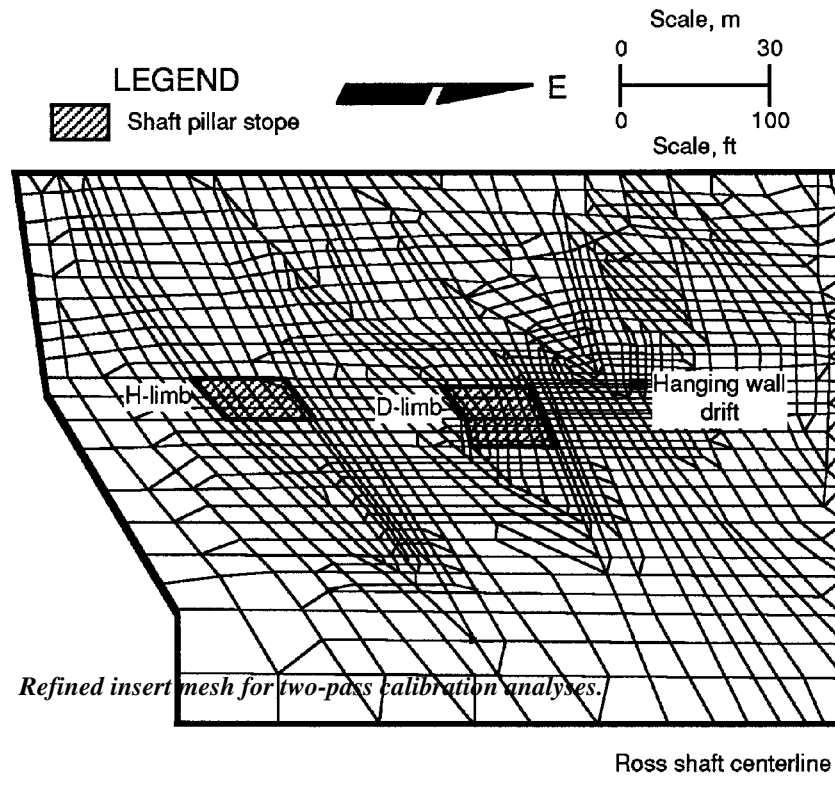 Scale, m
0 30
LEGEND
E
Shaft pillar stope
0 100
Scale, ft
H-limb
D-limb
Hanging wall
drift
Refined insert mesh for two-pass calibration analyses.
Ross shaft centerline